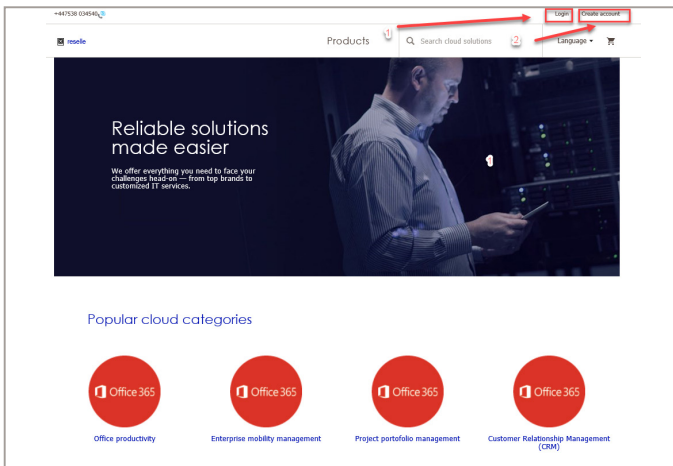 +447538 034540
Login
Create account
reselle
Products
1
Search cloud solutions
2
Language
Reliable solutions
made easier
We offer everything you need to face your
challenges head-on — from top brands to
customized IT services.
1
Popular cloud categories
Office 365
Office 365
Office 365
Office 365
Office productivity
Enterprise mobility management
Project portofolio management
Customer Relationship Management
(CRM)